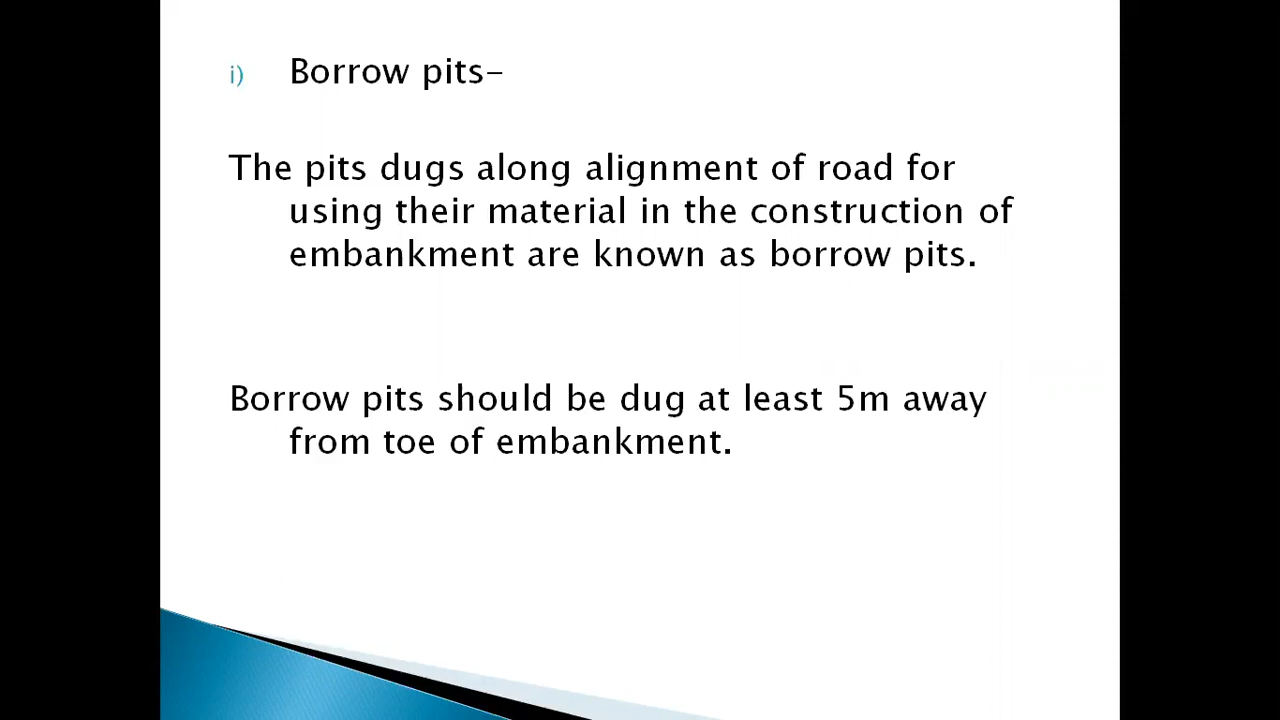 i) Borrow pits-
The pits dugs along alignment of road for
using their material in the construction of
embankment are known as borrow pits.
Borrow pits should be dug at least 5m away
from toe of embankment.